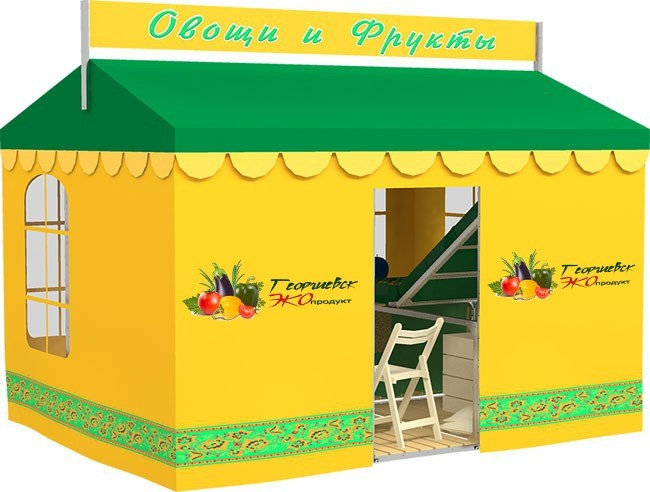 Овощи и Фрукты
Георгиевск
ЭКОпродукт
Георгиевск
ЭКОпродукт